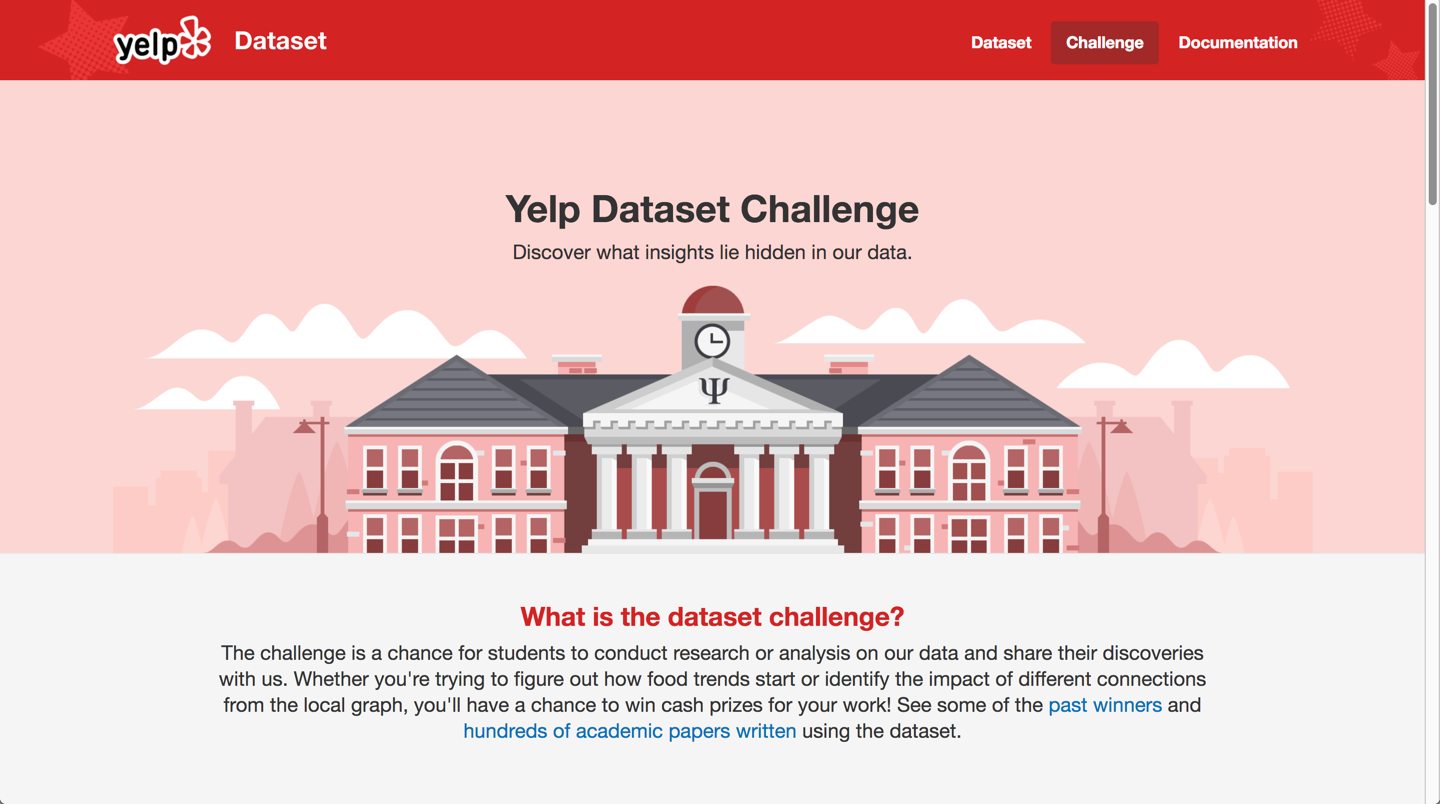 yelp Dataset Dataset Challenge Documentation
Yelp Dataset Challenge
Discover what insights lie hidden in our data.
Ψ
What is the dataset challenge?
The challenge is a chance for students to conduct research or analysis on our data and share their discoveries
with us. Whether you're trying to figure out how food trends start or identify the impact of different connections
from the local graph, you'll have a chance to win cash prizes for your work! See some of the past winners and
hundreds of academic papers written using the dataset.